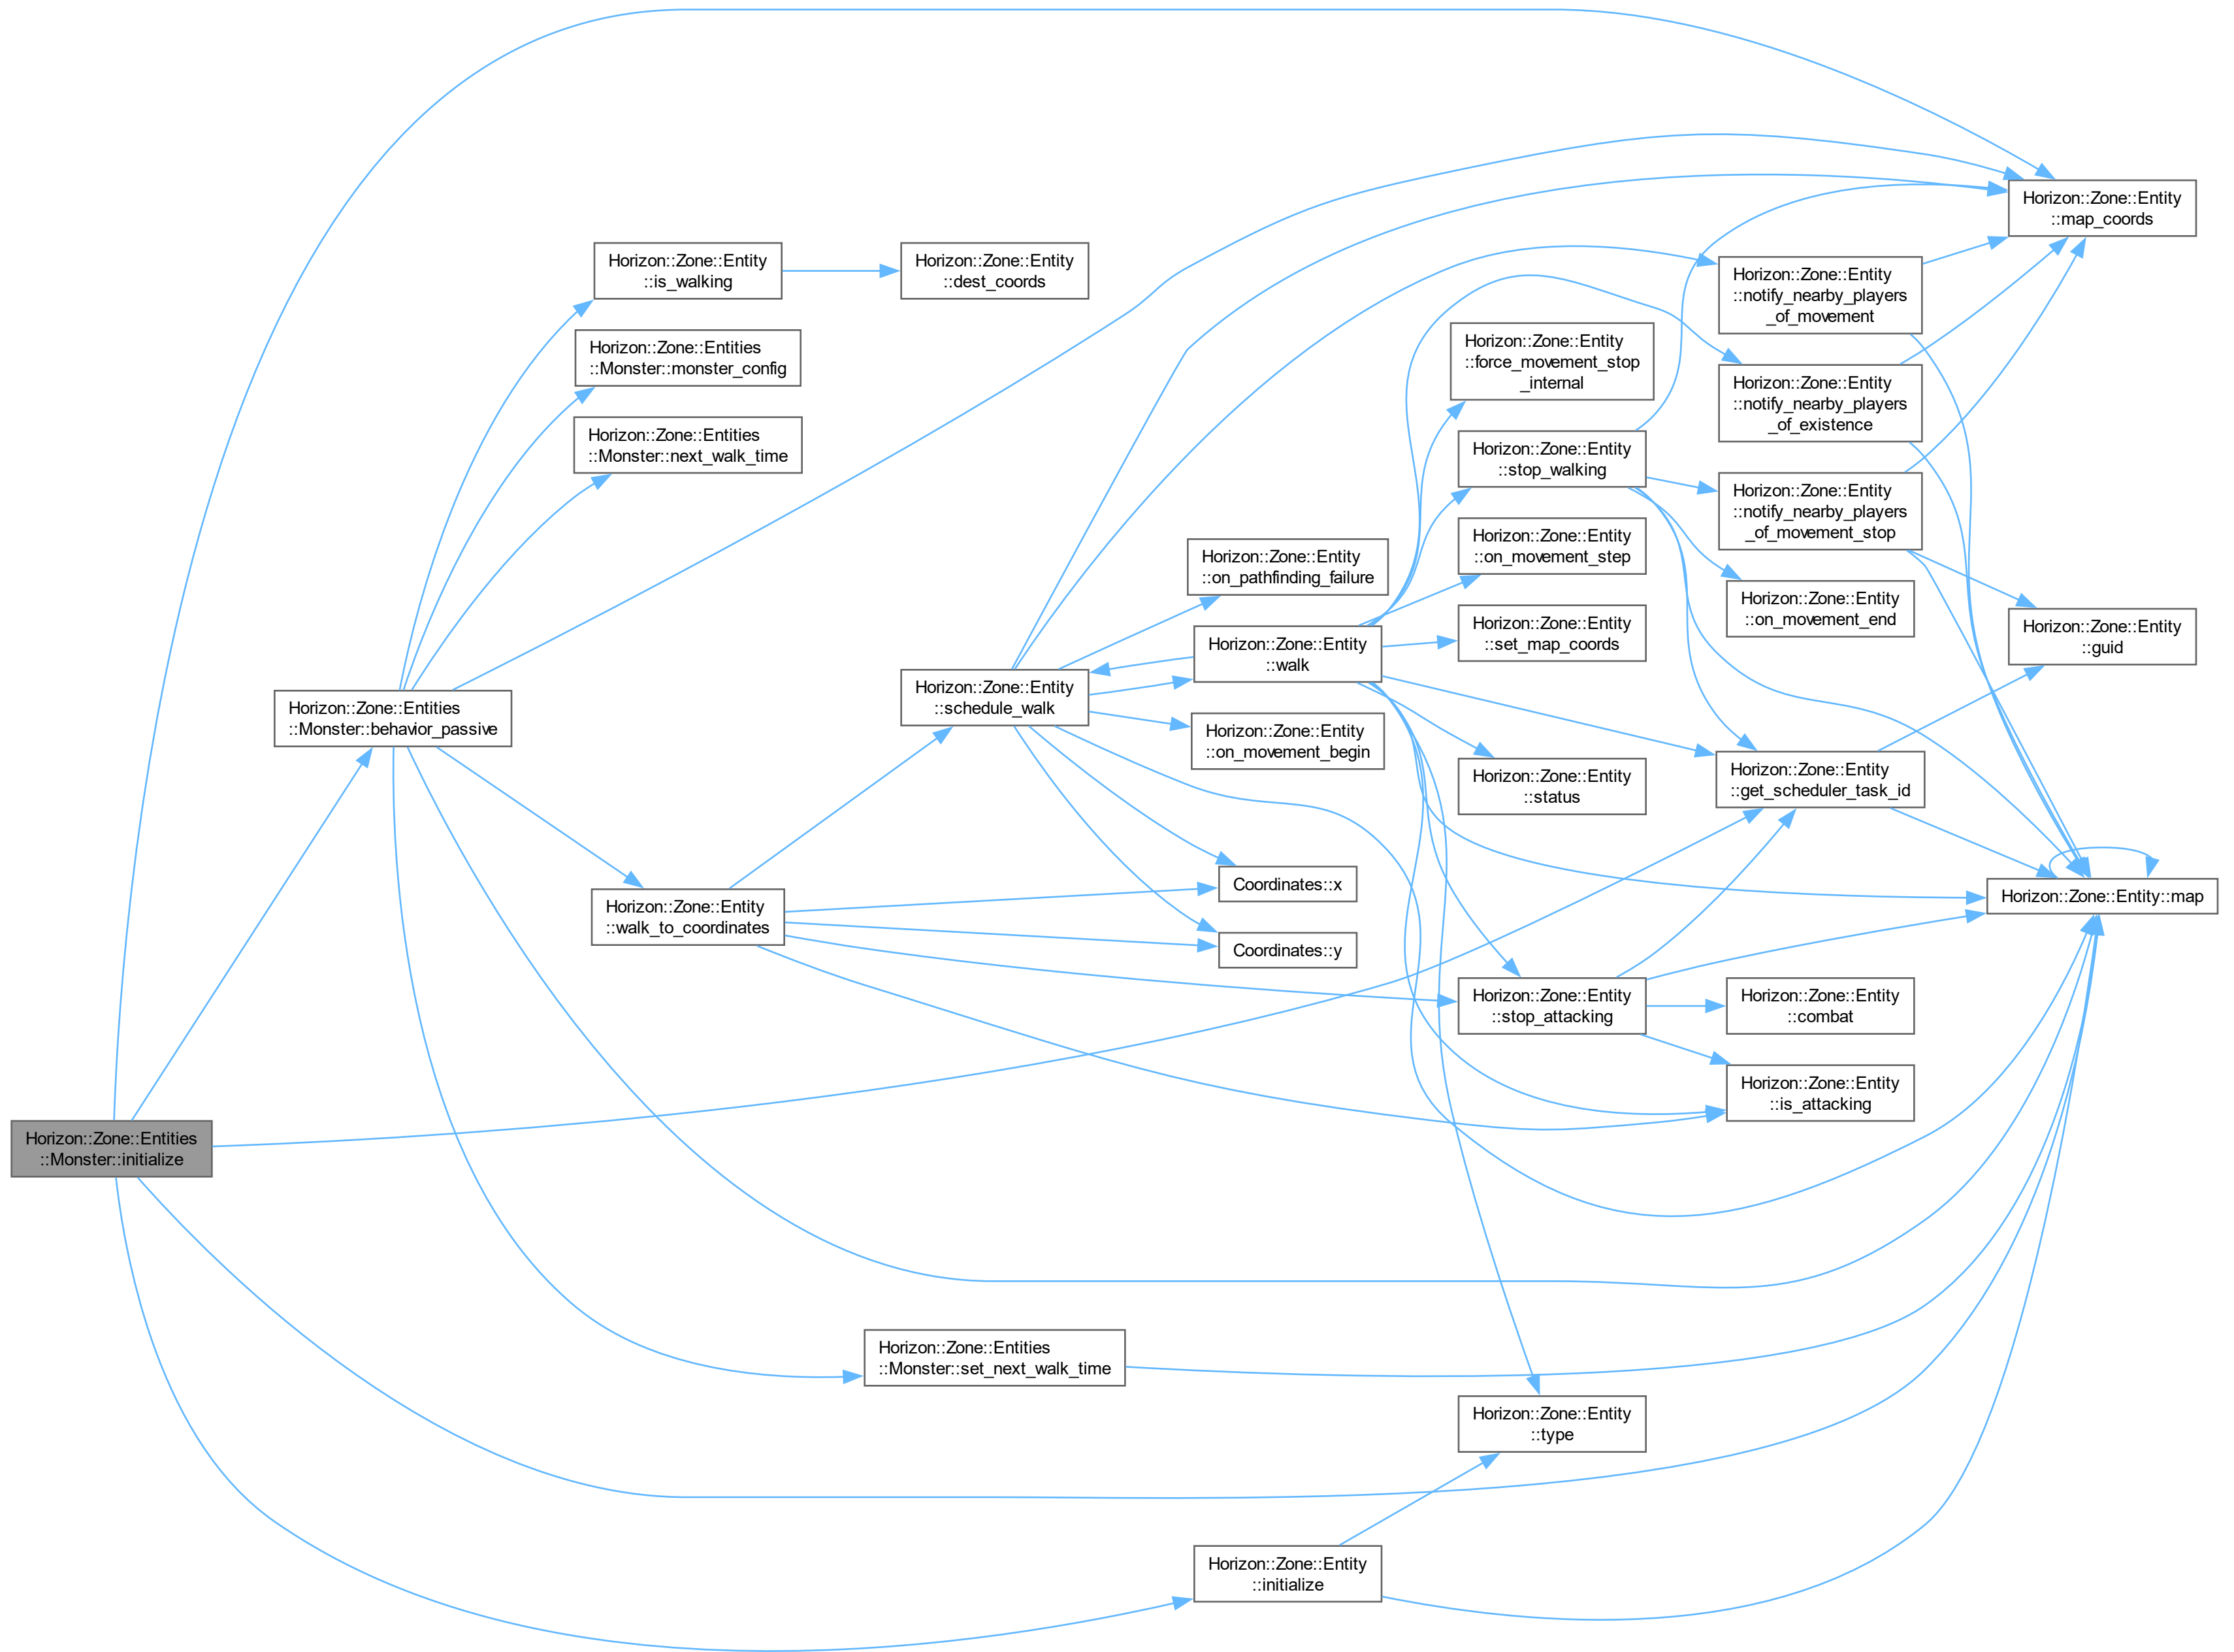 Horizon::Zone::Entities
::Monster::initialize
Horizon::Zone::Entities
::Monster::behavior_passive
Horizon::Zone::Entity
::is_walking
Horizon::Zone::Entities
::Monster::monster_config
Horizon::Zone::Entities
::Monster::next_walk_time
Horizon::Zone::Entity
::walk_to_coordinates
Horizon::Zone::Entity
::dest_coords
Horizon::Zone::Entity
::schedule_walk
Horizon::Zone::Entities
::Monster::set_next_walk_time
Horizon::Zone::Entity
::on_pathfinding_failure
Horizon::Zone::Entity
::walk
Horizon::Zone::Entity
::on_movement_begin
Coordinates::x
Coordinates::y
Horizon::Zone::Entity
::initialize
Horizon::Zone::Entity
::force_movement_stop
_internal
Horizon::Zone::Entity
::stop_walking
Horizon::Zone::Entity
::on_movement_step
Horizon::Zone::Entity
::set_map_coords
Horizon::Zone::Entity
::status
Horizon::Zone::Entity
::stop_attacking
Horizon::Zone::Entity
::type
Horizon::Zone::Entity
::notify_nearby_players
_of_movement
Horizon::Zone::Entity
::notify_nearby_players
_of_existence
Horizon::Zone::Entity
::notify_nearby_players
_of_movement_stop
Horizon::Zone::Entity
::on_movement_end
Horizon::Zone::Entity
::get_scheduler_task_id
Horizon::Zone::Entity
::combat
Horizon::Zone::Entity
::is_attacking
Horizon::Zone::Entity
::map_coords
Horizon::Zone::Entity
::guid
Horizon::Zone::Entity::map